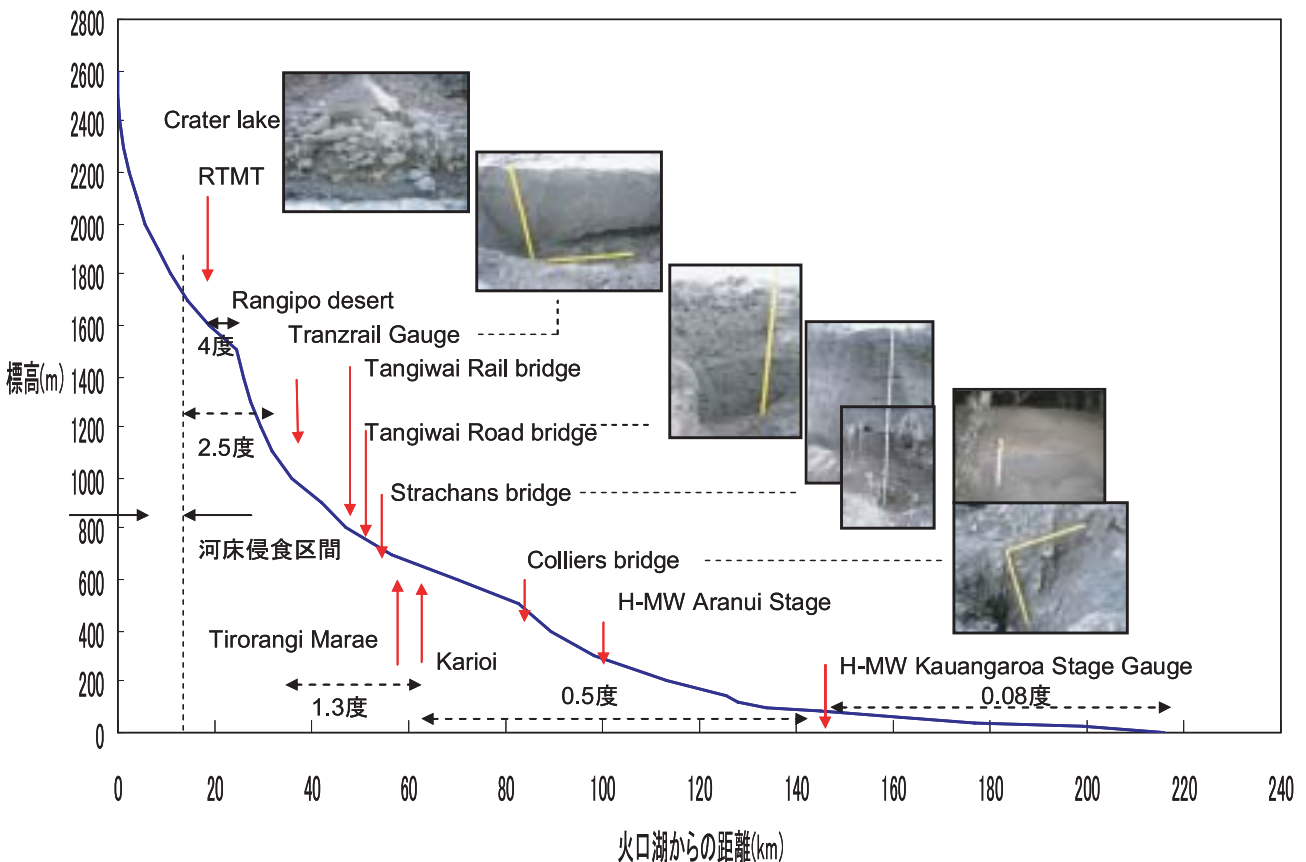 2800
2600
2400
2200
2000
1800
1600
1400
1200
1000
800
600
400
200
0
標高(m)
Crater lake
RTMT
Rangipo desert
4度
Tranzrail Gauge
Tangiwai Rail bridge
2.5度
Tangiwai Road bridge
Strachans bridge
河床侵食区間
Colliers bridge
H-MW Aranui Stage
Tirorangi Marae
Karioi
H-MW Kauangaroa Stage Gauge
1.3度
0.5度
0.08度
0 20 40 60 80 100 120 140 160 180 200 220 240
火口湖からの距離(km)